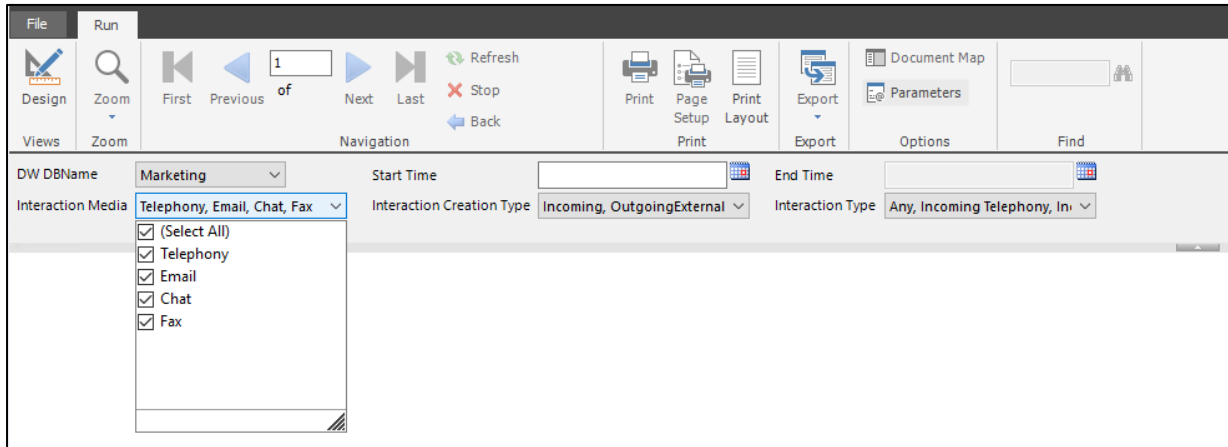 File Run
Design Zoom First Previous 1 of Next Last Refresh Stop Back Print Page Setup Print Layout Export Document Map Parameters
Views Zoom Navigation Print Export Options Find
DW DBName Marketing Start Time End Time
Interaction Media Telephony, Email, Chat, Fax Interaction Creation Type Incoming, OutgoingExternal Interaction Type Any, Incoming Telephony, In
(Select All)
Telephony
Email
Chat
Fax